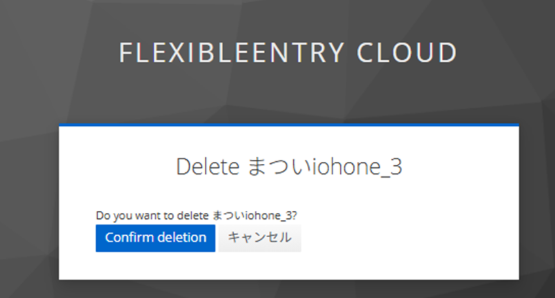 FLEXIBLEENTRY CLOUD
Delete まついiohone_3
Do you want to delete まついiohone_3?
Confirm deletion キャンセル